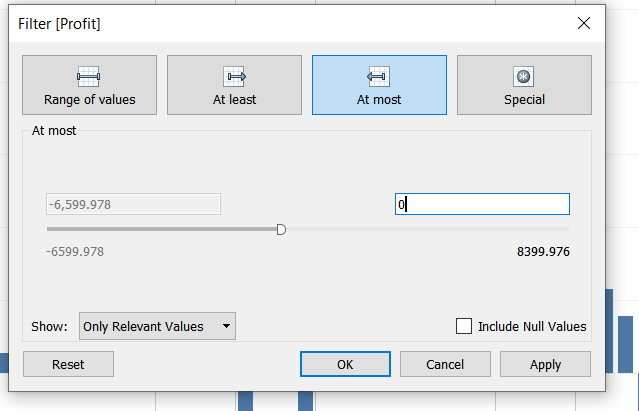 Filter [Profit]
Range of values At least At most Special
At most
-6,599.978 0
-6599.978 8399.976
Show: Only Relevant Values Include Null Values
Reset OK Cancel Apply